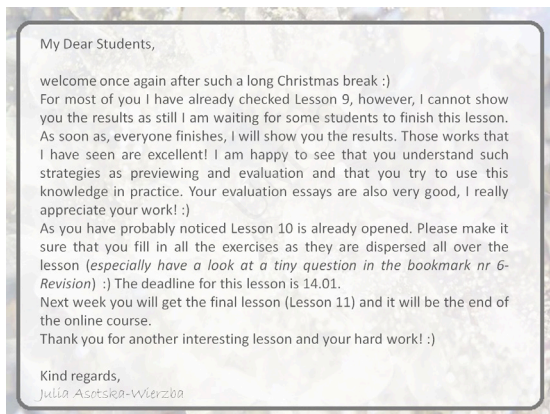 My Dear Students,
welcome once again after such a long Christmas break :)
For most of you I have already checked Lesson 9, however, I cannot show
you the results as still I am waiting for some students to finish this lesson.
As soon as, everyone finishes, I will show you the results. Those works that
I have seen are excellent! I am happy to see that you understand such
strategies as previewing and evaluation and that you try to use this
knowledge in practice. Your evaluation essays are also very good, I really
appreciate your work! :)
As you have probably noticed Lesson 10 is already opened. Please make it
sure that you fill in all the exercises as they are dispersed all over the
lesson (especially have a look at a tiny question in the bookmark nr 6-
Revision) :) The deadline for this lesson is 14.01.
Next week you will get the final lesson (Lesson 11) and it will be the end of
the online course.
Thank you for another interesting lesson and your hard work! :)
Kind regards,
Julia Asotska-Wierzba